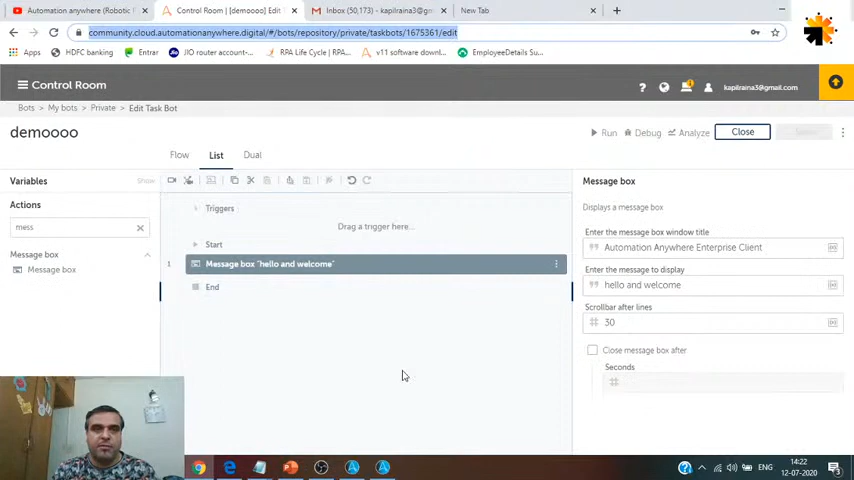 Automation anywhere (Robotic F
Control Room | [demoooo] Edit T
Inbox (50,173) - kapilraina3@gm
New Tab
community.cloud.automationanywhere.digital/#/bots/repository/private/taskbots/1675361/edit
Apps
HDFC banking
Entrar
JIO router account-...
RPA Life Cycle | RPA...
v11 software downl...
EmployeeDetails Su...
Control Room
kapilraina3@gmail.com
Bots
My bots
Private
Edit Task Bot
demoooo
Run
Debug
Analyze
Close
Flow
List
Dual
Variables
Show
Actions
mess
Message box
Message box
Triggers
Drag a trigger here...
Start
1
Message box "hello and welcome"
End
Message box
Displays a message box
Enter the message box window title
Automation Anywhere Enterprise Client
Enter the message to display
hello and welcome
Scrollbar after lines
30
Close message box after
Seconds
ENG
14:22
12-07-2020
3